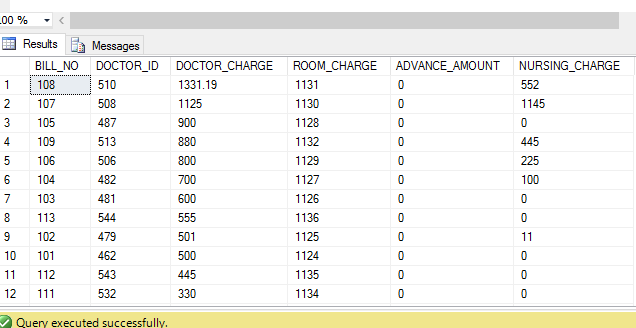 .00 %
Results Messages
BILL_NO DOCTOR_ID DOCTOR_CHARGE ROOM_CHARGE ADVANCE_AMOUNT NURSING_CHARGE
1 108 510 1331.19 1131 0 552
2 107 508 1125 1130 0 1145
3 105 487 900 1128 0 0
4 109 513 880 1132 0 445
5 106 506 800 1129 0 225
6 104 482 700 1127 0 100
7 103 481 600 1126 0 0
8 113 544 555 1136 0 0
9 102 479 501 1125 0 11
10 101 462 500 1124 0 0
11 112 543 445 1135 0 0
12 111 532 330 1134 0 0
Query executed successfully.